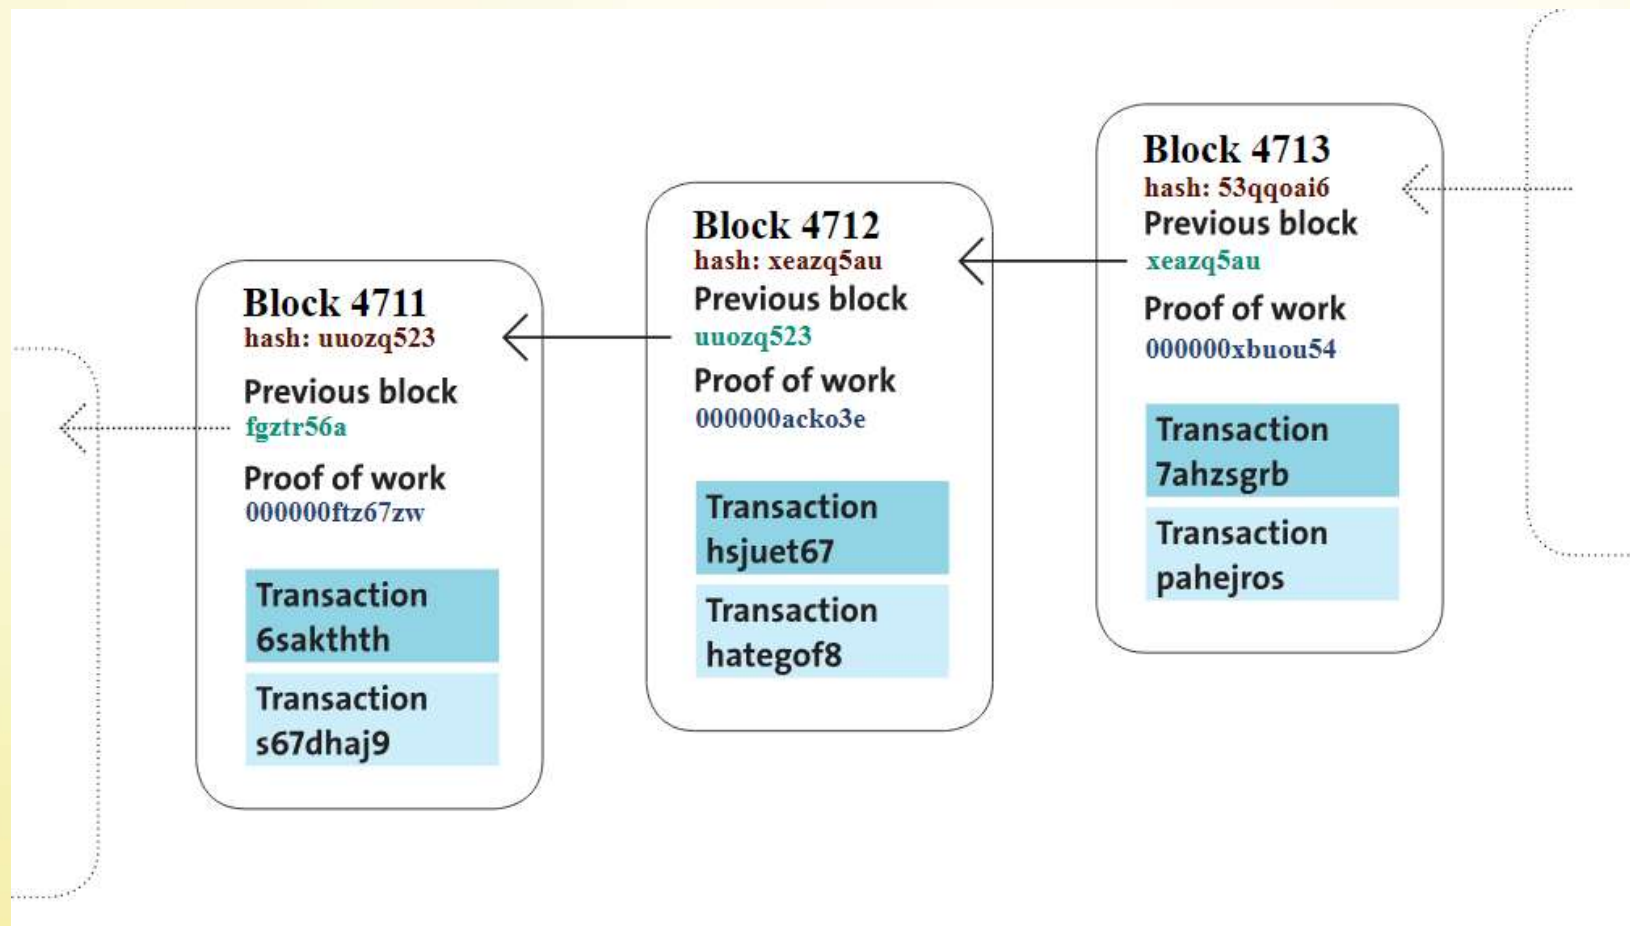 Block 4711
hash: uuozq523
Previous block
fgztr56a
Proof of work
000000ftz67zw
Transaction
6sakthth
Transaction
s67dhaj9
Block 4712
hash: xeazq5au
Previous block
uuozq523
Proof of work
000000acko3e
Transaction
hsjuet67
Transaction
hategof8
Block 4713
hash: 53qqoai6
Previous block
xeazq5au
Proof of work
000000xbuou54
Transaction
7ahzsgrb
Transaction
pahejros